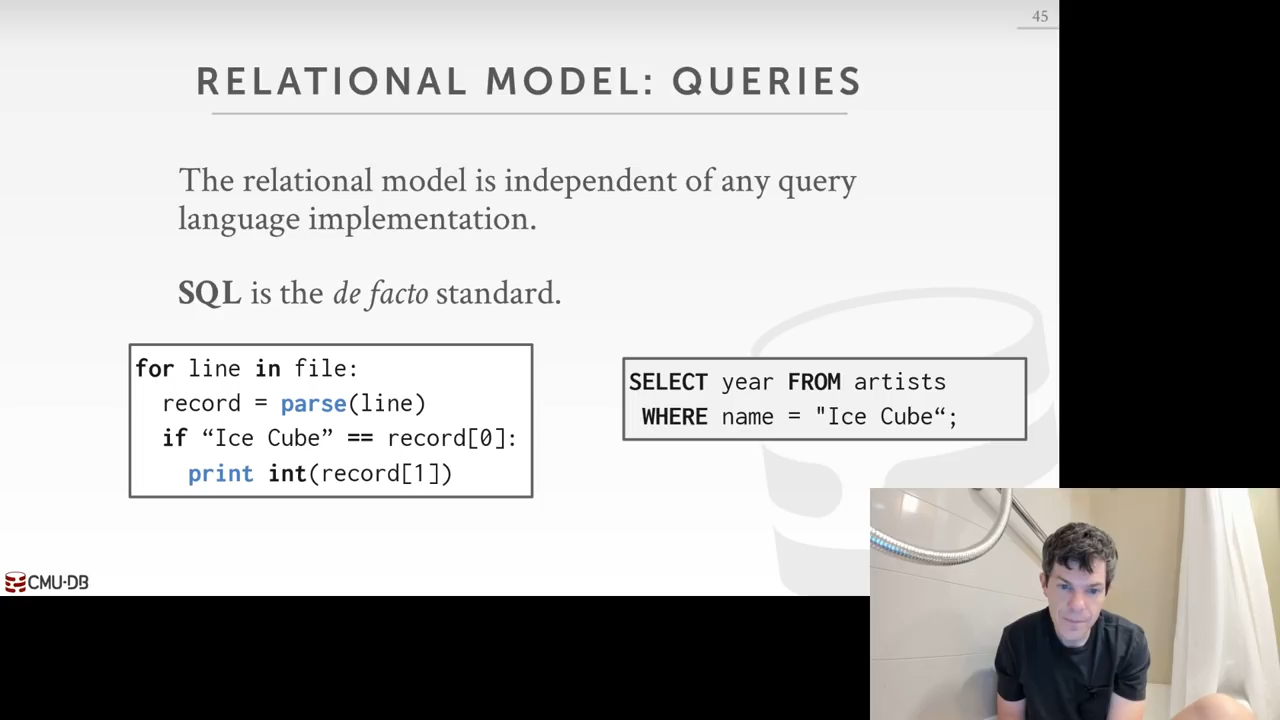 45
RELATIONAL MODEL: QUERIES
The relational model is independent of any query
language implementation.
SQL is the de facto standard.
for line in file:
record = parse(line)
if “Ice Cube” == record[0]:
print int(record[1])
SELECT year FROM artists
WHERE name = "Ice Cube“;
CMU·DB